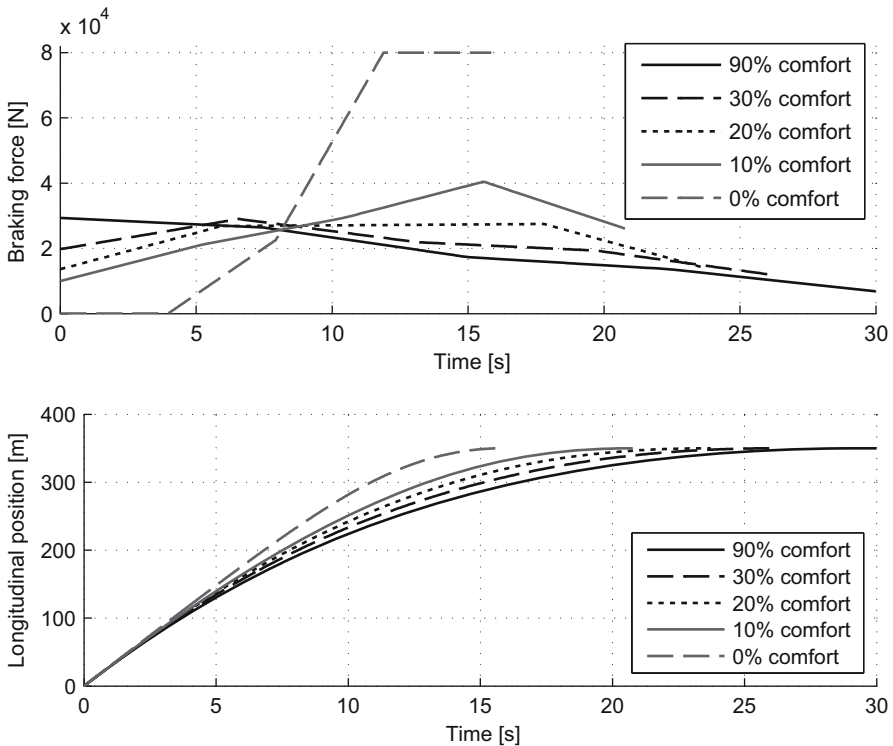 x 10⁴
8
6
4
2
0
Braking force [N]
90% comfort
30% comfort
20% comfort
10% comfort
0% comfort
0 5 10 15 20 25 30
Time [s]
400
300
200
100
0
Longitudinal position [m]
90% comfort
30% comfort
20% comfort
10% comfort
0% comfort
0 5 10 15 20 25 30
Time [s]